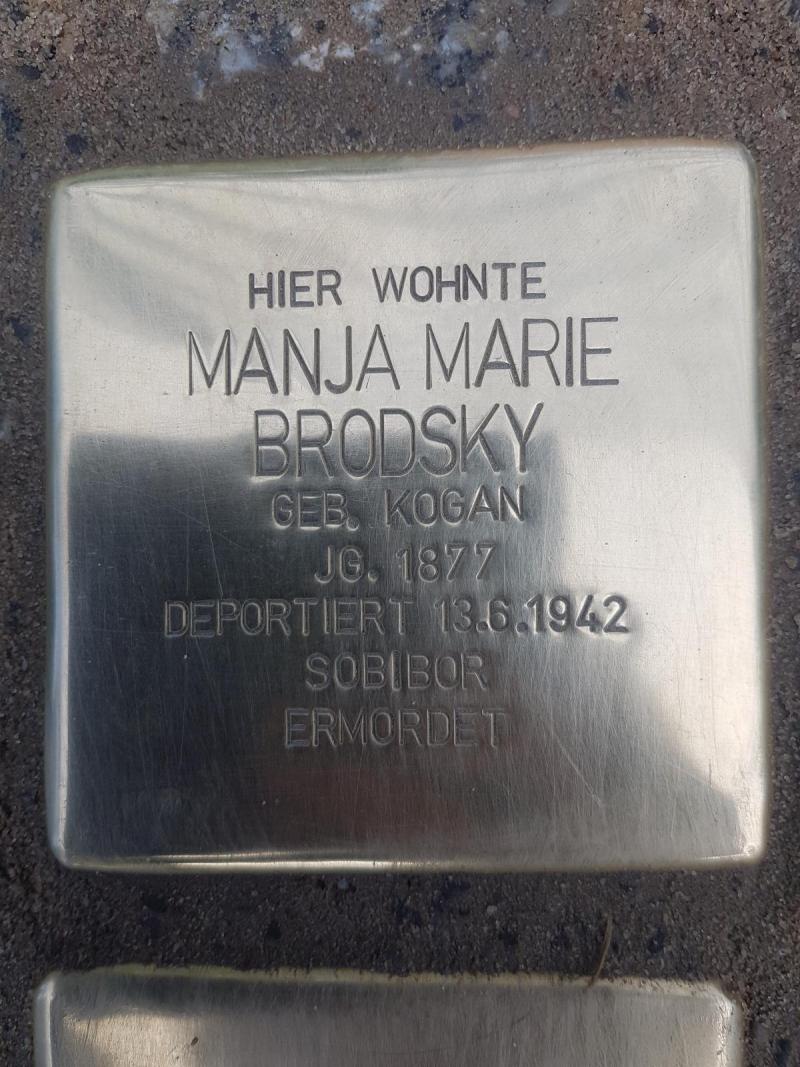 HIER WOHNTE
MANJA MARIE
BRODSKY
GEB. KOGAN
JG. 1877
DEPORTIERT 13.6.1942
SOBIBOR
ERMORDET